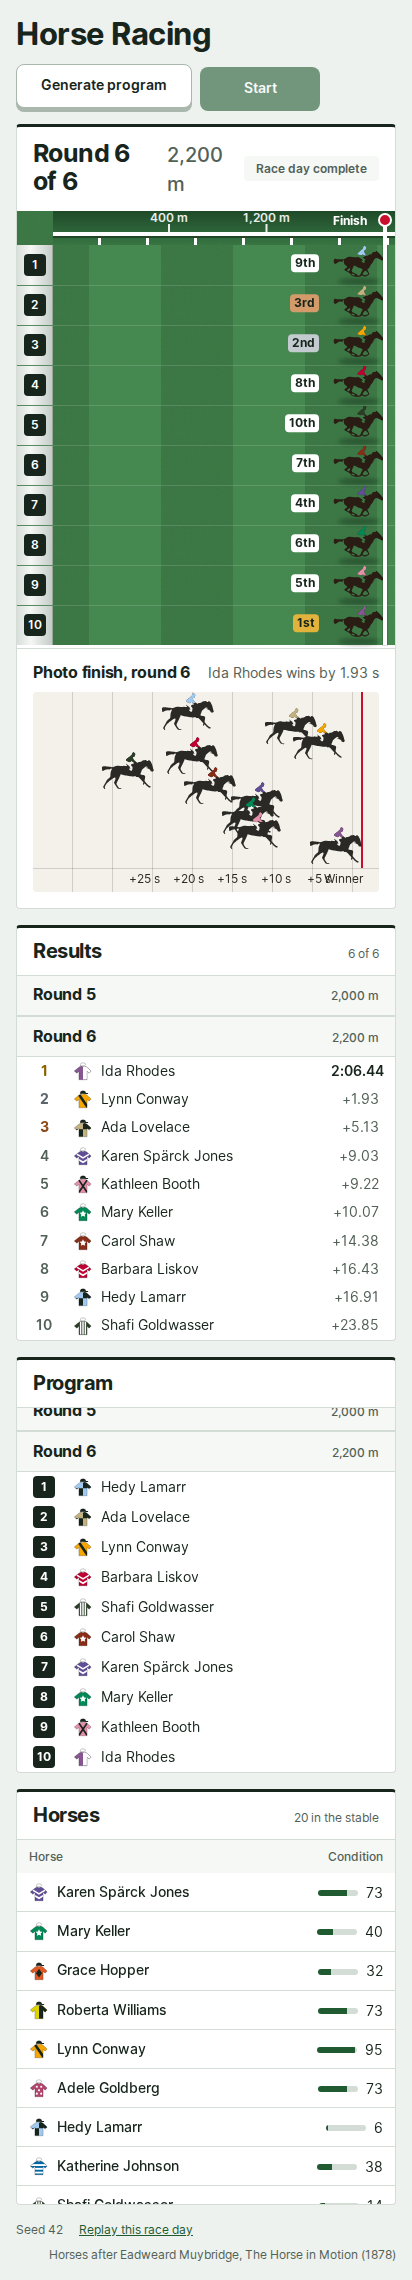 Horse Racing
Generate program
Start
Round 6 of 6
2,200 m
Race day complete
400 m
1,200 m
Finish
1
9th
2
3rd
3
2nd
4
8th
5
10th
6
7th
7
4th
8
6th
9
5th
10
1st
Photo finish, round 6
Ida Rhodes wins by 1.93 s
+25 s
+20 s
+15 s
+10 s
+5 s
Winner
Results
6 of 6
Round 5
2,000 m
Round 6
2,200 m
1 Ida Rhodes 2:06.44
2 Lynn Conway +1.93
3 Ada Lovelace +5.13
4 Karen Spärck Jones +9.03
5 Kathleen Booth +9.22
6 Mary Keller +10.07
7 Carol Shaw +14.38
8 Barbara Liskov +16.43
9 Hedy Lamarr +16.91
10 Shafi Goldwasser +23.85
Program
Round 5
2,000 m
Round 6
2,200 m
1 Hedy Lamarr
2 Ada Lovelace
3 Lynn Conway
4 Barbara Liskov
5 Shafi Goldwasser
6 Carol Shaw
7 Karen Spärck Jones
8 Mary Keller
9 Kathleen Booth
10 Ida Rhodes
Horses
20 in the stable
Horse
Condition
Karen Spärck Jones 73
Mary Keller 40
Grace Hopper 32
Roberta Williams 73
Lynn Conway 95
Adele Goldberg 73
Hedy Lamarr 6
Katherine Johnson 38
Shafi Goldwasser 14
Seed 42
Replay this race day
Horses after Eadweard Muybridge, The Horse in Motion (1878)